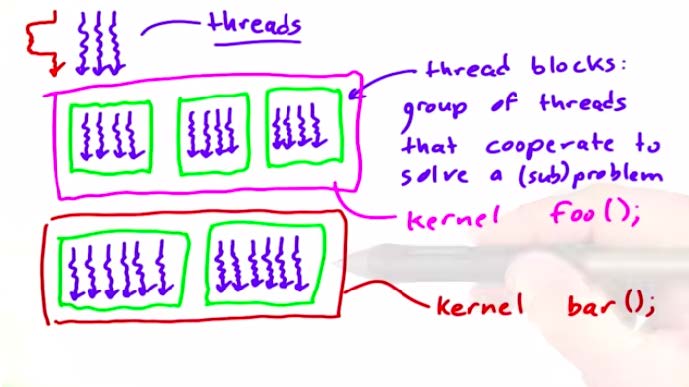 threads
thread blocks:
group of threads
that cooperate to
solve a (sub)problem
kernel foo();
kernel bar();